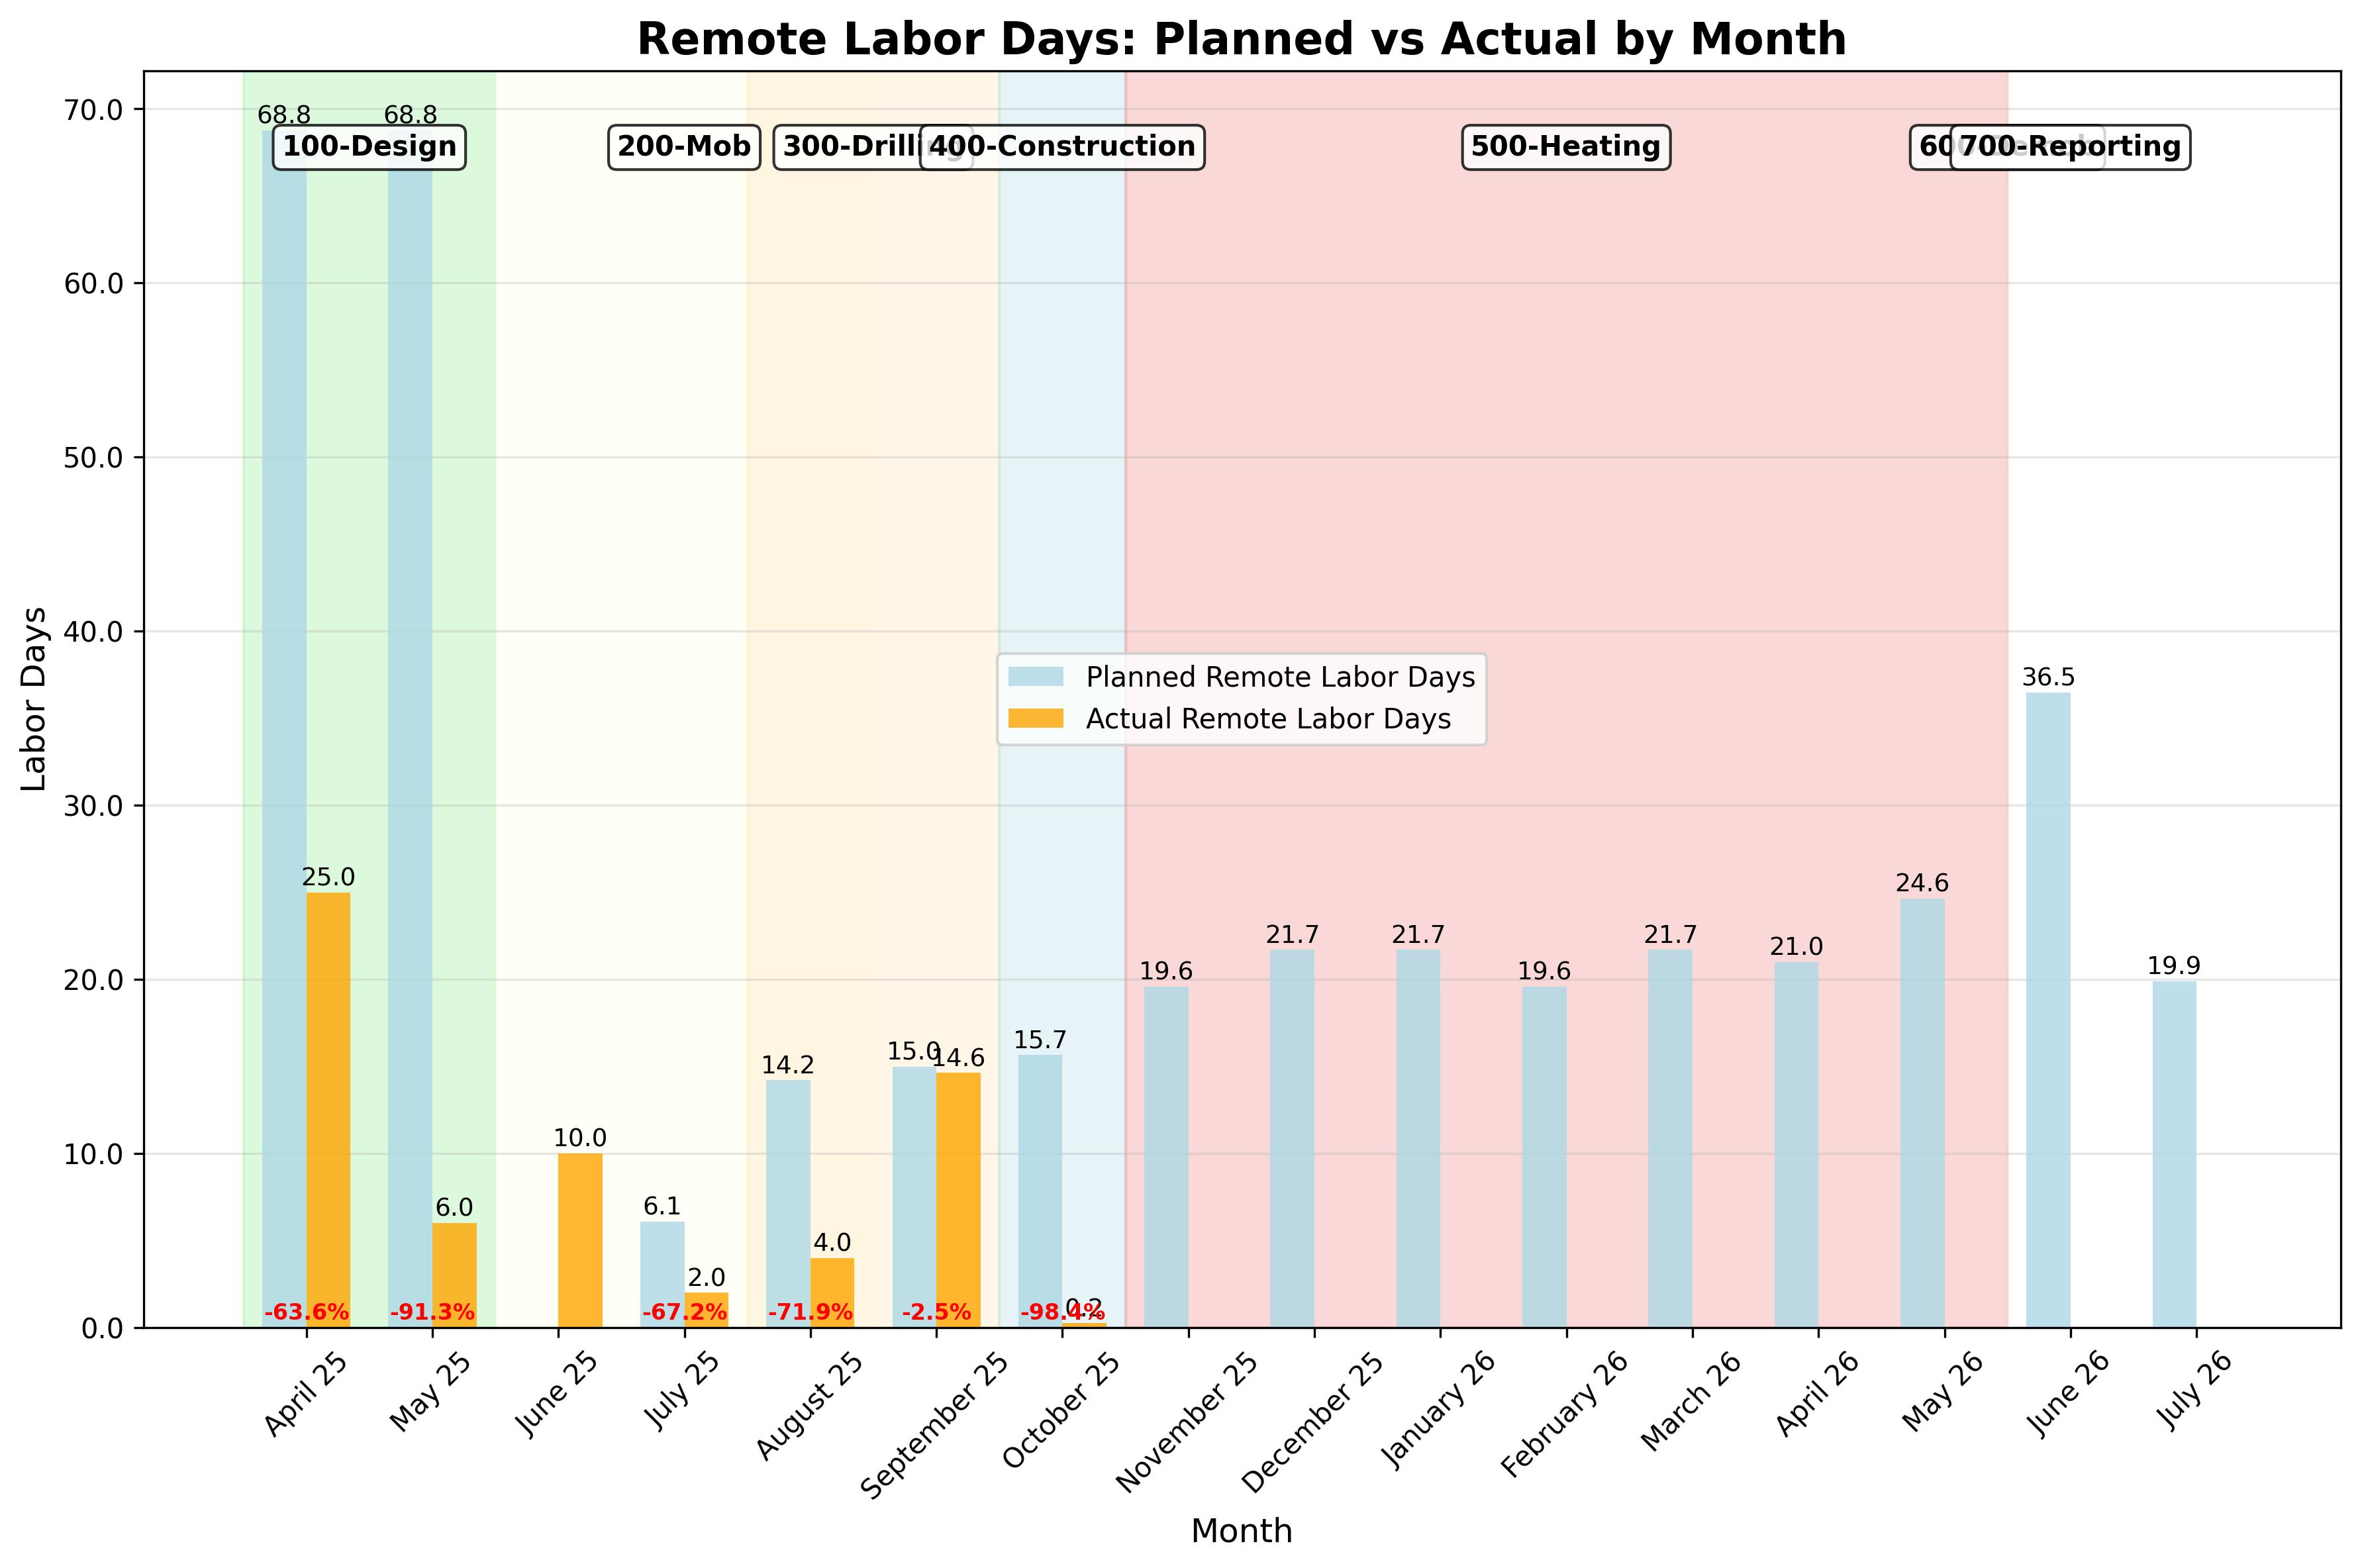 Remote Labor Days: Planned vs Actual by Month
70.0
60.0
50.0
40.0
30.0
20.0
10.0
0.0
Labor Days
68.8
68.8
100-Design
200-Mob
300-Drilling
400-Construction
500-Heating
700-Reporting
Planned Remote Labor Days
Actual Remote Labor Days
25.0
6.0
10.0
6.1
2.0
14.2
4.0
15.0
14.6
15.7
0.2
19.6
21.7
21.7
19.6
21.7
21.0
24.6
36.5
19.9
-63.6%
-91.3%
-67.2%
-71.9%
-2.5%
-98.4%
April 25
May 25
June 25
July 25
August 25
September 25
October 25
November 25
December 25
January 26
February 26
March 26
April 26
May 26
June 26
July 26
Month